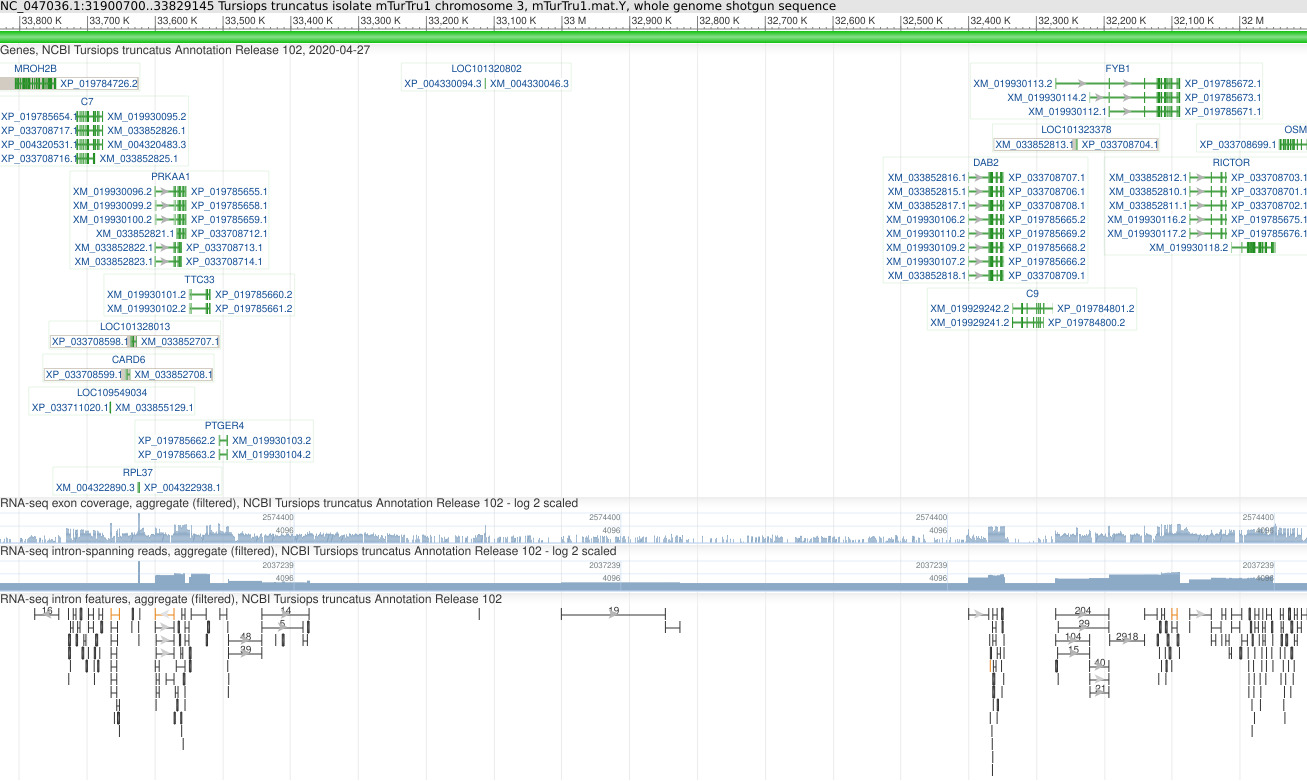 NC_047036.1:31900700..33829145 Tursiops truncatus isolate mTurTru1 chromosome 3, mTurTru1.mat.Y, whole genome shotgun sequence
33,800 K 33,700 K 33,600 K 33,500 K 33,400 K 33,300 K 33,200 K 33,100 K 33 M 32,900 K 32,800 K 32,700 K 32,600 K 32,500 K 32,400 K 32,300 K 32,200 K 32,100 K 32 M
Genes, NCBI Tursiops truncatus Annotation Release 102, 2020-04-27
MROH2B
XP_019784726.2
C7
XP_019785654.1 XM_019930095.2
XP_033708717.1 XM_033852826.1
XP_004320531.1 XM_004320483.3
XP_033708716.1 XM_033852825.1
PRKAA1
XM_019930096.2 XP_019785655.1
XM_019930099.2 XP_019785658.1
XM_019930100.2 XP_019785659.1
XM_033852821.1 XP_033708712.1
XM_033852822.1 XP_033708713.1
XM_033852823.1 XP_033708714.1
TTC33
XM_019930101.2 XP_019785660.2
XM_019930102.2 XP_019785661.2
LOC101328013
XP_033708598.1 XM_033852707.1
CARD6
XP_033708599.1 XM_033852708.1
LOC109549034
XP_033711020.1 XM_033855129.1
PTGER4
XP_019785662.2 XM_019930103.2
XP_019785663.2 XM_019930104.2
RPL37
XM_004322890.3 XP_004322938.1
LOC101320802
XP_004330094.3 XM_004330046.3
FYB1
XM_019930113.2 XP_019785672.1
XM_019930114.2 XP_019785673.1
XM_019930112.1 XP_019785671.1
LOC101323378
XM_033852813.1 XP_033708704.1
OSM
XP_033708699.1
DAB2
XM_033852816.1 XP_033708707.1
XM_033852815.1 XP_033708706.1
XM_033852817.1 XP_033708708.1
XM_019930106.2 XP_019785665.2
XM_019930110.2 XP_019785669.2
XM_019930109.2 XP_019785668.2
XM_019930107.2 XP_019785666.2
XM_033852818.1 XP_033708709.1
RICTOR
XM_033852812.1 XP_033708703.1
XM_033852810.1 XP_033708701.1
XM_033852811.1 XP_033708702.1
XM_019930116.2 XP_019785675.1
XM_019930117.2 XP_019785676.1
XM_019930118.2
C9
XM_019929242.2 XP_019784801.2
XM_019929241.2 XP_019784800.2
RNA-seq exon coverage, aggregate (filtered), NCBI Tursiops truncatus Annotation Release 102 - log 2 scaled
2574400 2574400 2574400 2574400
4096 4096 4096 4096
RNA-seq intron-spanning reads, aggregate (filtered), NCBI Tursiops truncatus Annotation Release 102 - log 2 scaled
2037239 2037239 2037239 2037239
4096 4096 4096 4096
RNA-seq intron features, aggregate (filtered), NCBI Tursiops truncatus Annotation Release 102
16 14 19 204
5 29
48 104 2918
39 15
40
21